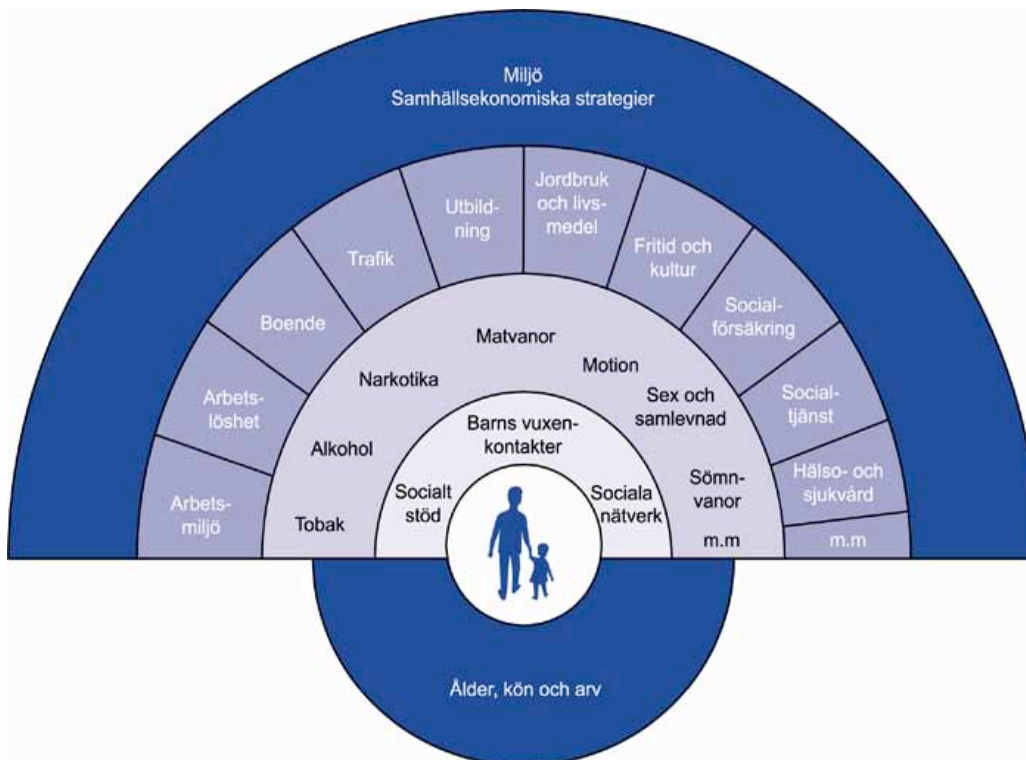 Miljö
Samhällsekonomiska strategier
Arbets-
miljö
Arbets-
löshet
Boende
Trafik
Utbild-
ning
Jordbruk
och livs-
medel
Fritid och
kultur
Social-
försäkring
Social-
tjänst
Hälso- och
sjukvård
m.m
Tobak
Alkohol
Narkotika
Matvanor
Motion
Sex och
samlevnad
Sömn-
vanor
m.m
Socialt
stöd
Barns vuxen-
kontakter
Sociala
nätverk
Ålder, kön och arv